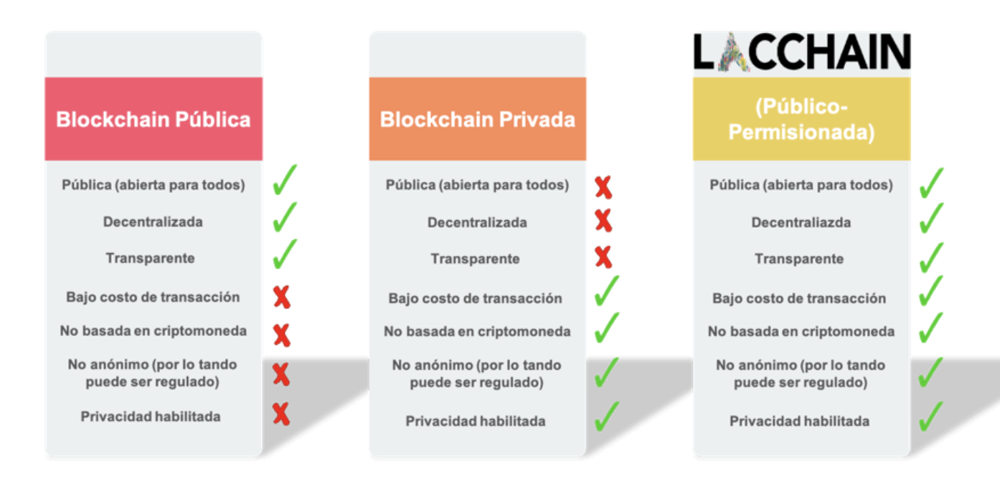 Blockchain Pública
Pública (abierta para todos)
Decentralizada
Transparente
Bajo costo de transacción
No basada en criptomoneda
No anónimo (por lo tando
puede ser regulado)
Privacidad habilitada
Blockchain Privada
Pública (abierta para todos)
Decentralizada
Transparente
Bajo costo de transacción
No basada en criptomoneda
No anónimo (por lo tando
puede ser regulado)
Privacidad habilitada
LACCHAIN
(Público-
Permisionada)
Pública (abierta para todos)
Decentraliazda
Transparente
Bajo costo de transacción
No basada en criptomoneda
No anónimo (por lo tando
puede ser regulado)
Privacidad habilitada